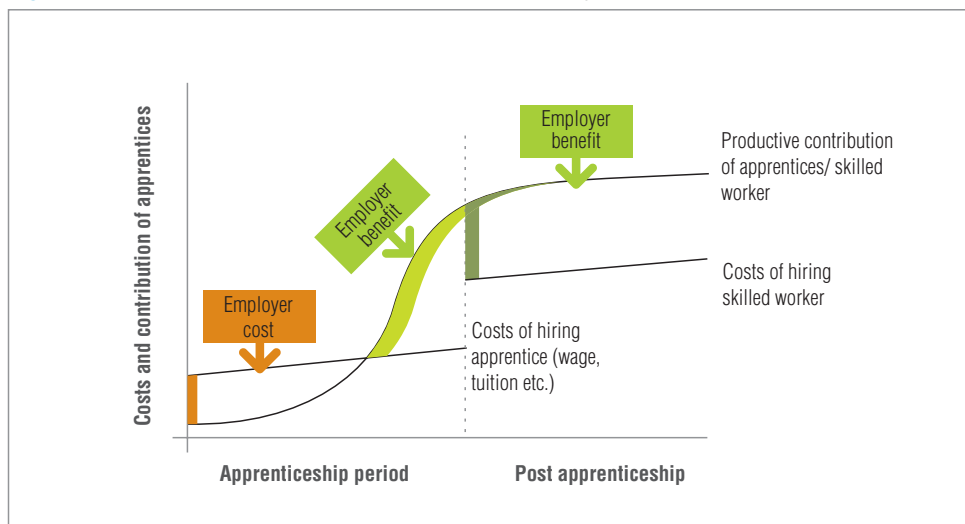 Costs and contribution of apprentices
Employer
cost
Employer
benefit
Employer
benefit
Productive contribution
of apprentices/ skilled
worker
Costs of hiring
skilled worker
Costs of hiring
apprentice (wage,
tuition etc.)
Apprenticeship period
Post apprenticeship